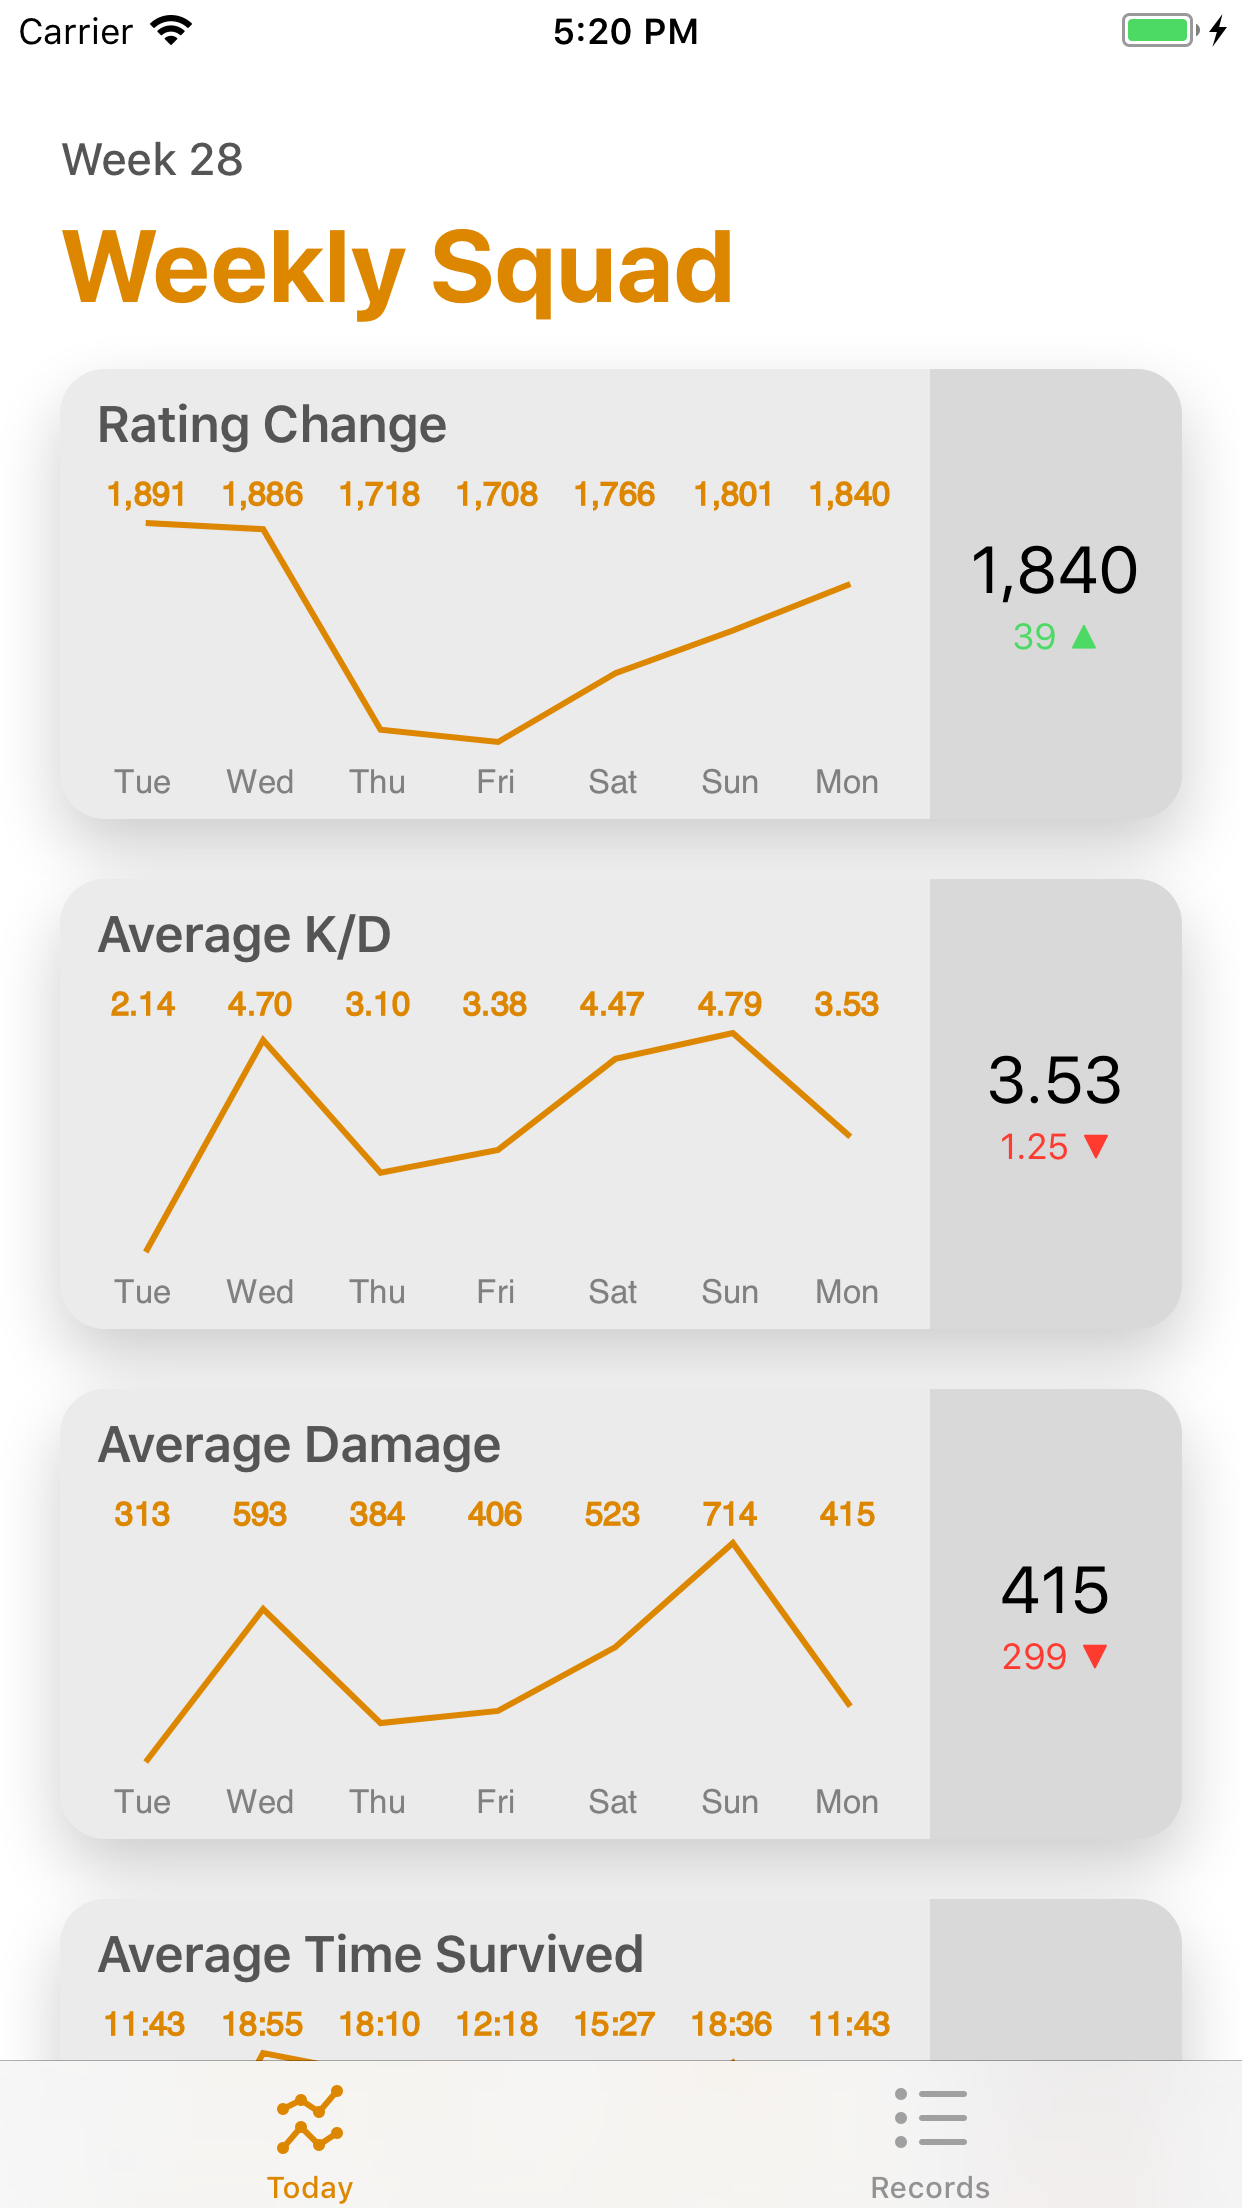 Carrier 5:20 PM
Week 28
Weekly Squad
Rating Change
1,891 1,886 1,718 1,708 1,766 1,801 1,840
1,840
39 ▲
Tue Wed Thu Fri Sat Sun Mon
Average K/D
2.14 4.70 3.10 3.38 4.47 4.79 3.53
3.53
1.25 ▼
Tue Wed Thu Fri Sat Sun Mon
Average Damage
313 593 384 406 523 714 415
415
299 ▼
Tue Wed Thu Fri Sat Sun Mon
Average Time Survived
11:43 18:55 18:10 12:18 15:27 18:36 11:43
Today Records